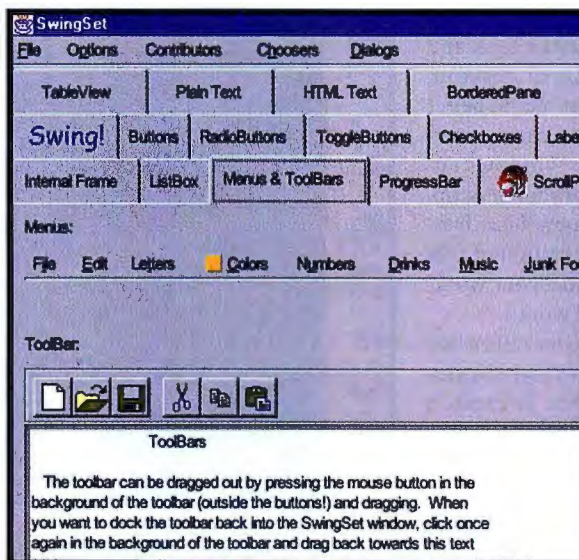 SwingSet
File Options Contributors Choosers Dialogs
TableView Plain Text HTML Text BorderedPane
Swing! Buttons RadioButtons ToggleButtons Checkboxes Labe
Internal Frame ListBox Menus & ToolBars ProgressBar ScrollP
Menus:
File Edit Letters Colors Numbers Drinks Music Junk Foo
ToolBar:
ToolBars
The toolbar can be dragged out by pressing the mouse button in the
background of the toolbar (outside the buttons!) and dragging. When
you want to dock the toolbar back into the SwingSet window, click once
again in the background of the toolbar and drag back towards this text